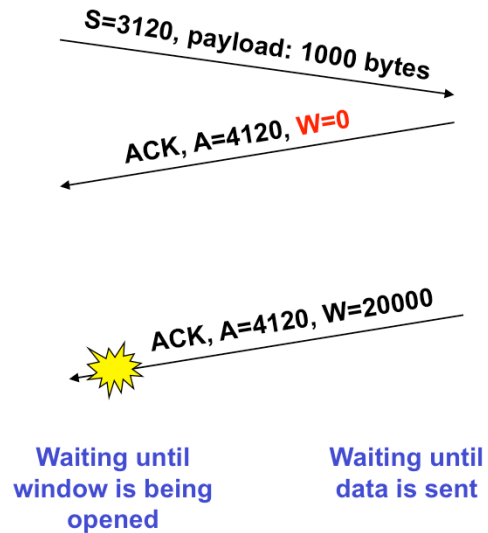 S=3120, payload: 1000 bytes
ACK, A=4120, W=0
ACK, A=4120, W=20000
Waiting until
window is being
opened
Waiting until
data is sent